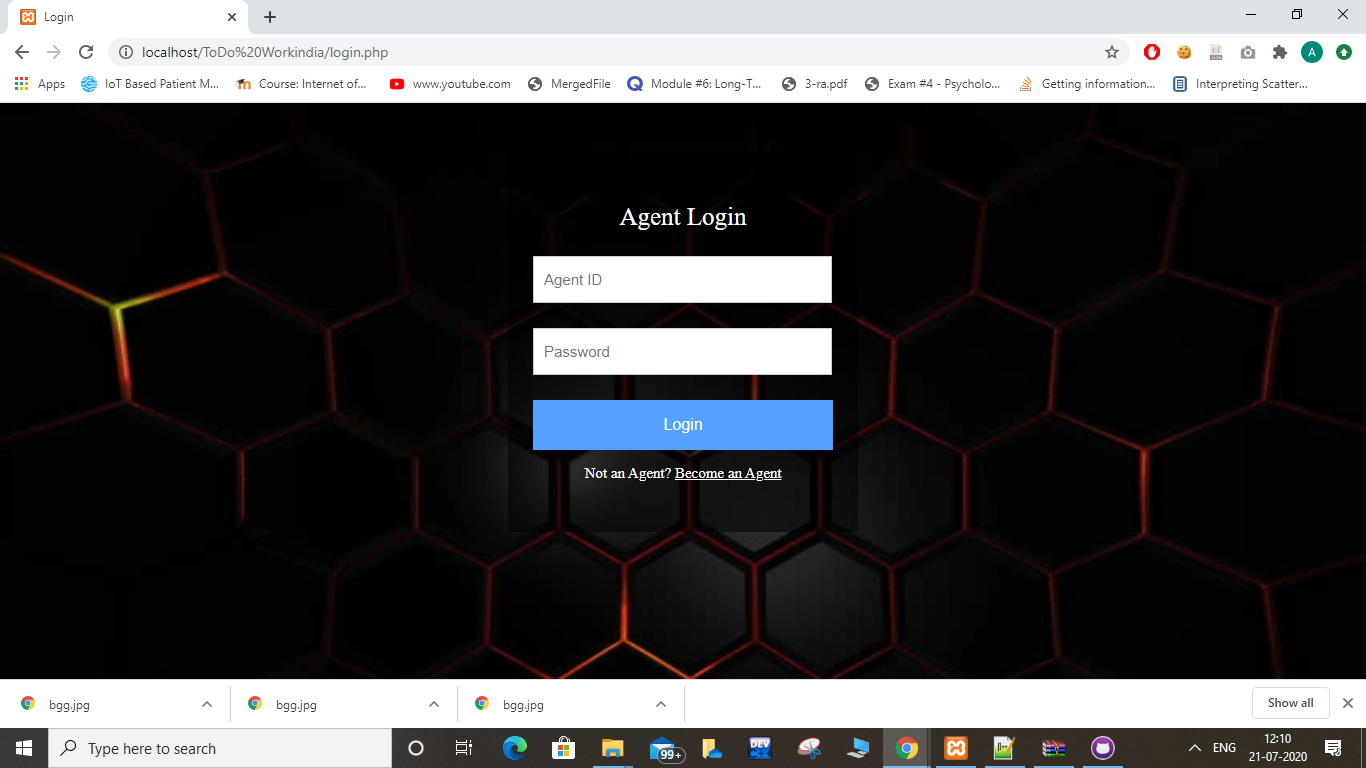 Login
localhost/ToDo%20Workindia/login.php
A
Apps
IoT Based Patient M...
Course: Internet of...
www.youtube.com
MergedFile
Module #6: Long-T...
3-ra.pdf
Exam #4 - Psycholo...
Getting information...
Interpreting Scatter...
Agent Login
Agent ID
Password
Login
Not an Agent? Become an Agent
bgg.jpg
bgg.jpg
bgg.jpg
Show all
Type here to search
99+
DEV
ENG
12:10
21-07-2020